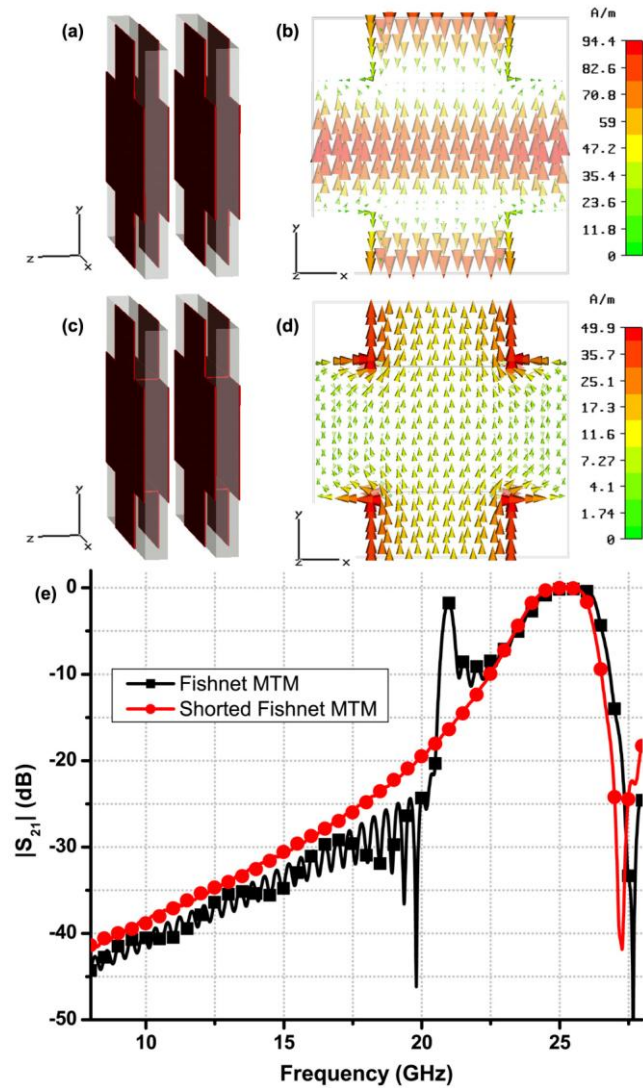 (a)
y
z
x
(b)
Y
x
A/m
94.4
82.6
70.8
59
47.2
35.4
23.6
11.8
0
(c)
y
z
x
(d)
y
z
x
A/m
49.9
35.7
25.1
17.3
11.6
7.27
4.1
1.74
0
(e)
Fishnet MTM
Shorted Fishnet MTM
|S21| (dB)
0
-10
-20
-30
-40
-50
10
15
20
25
Frequency (GHz)